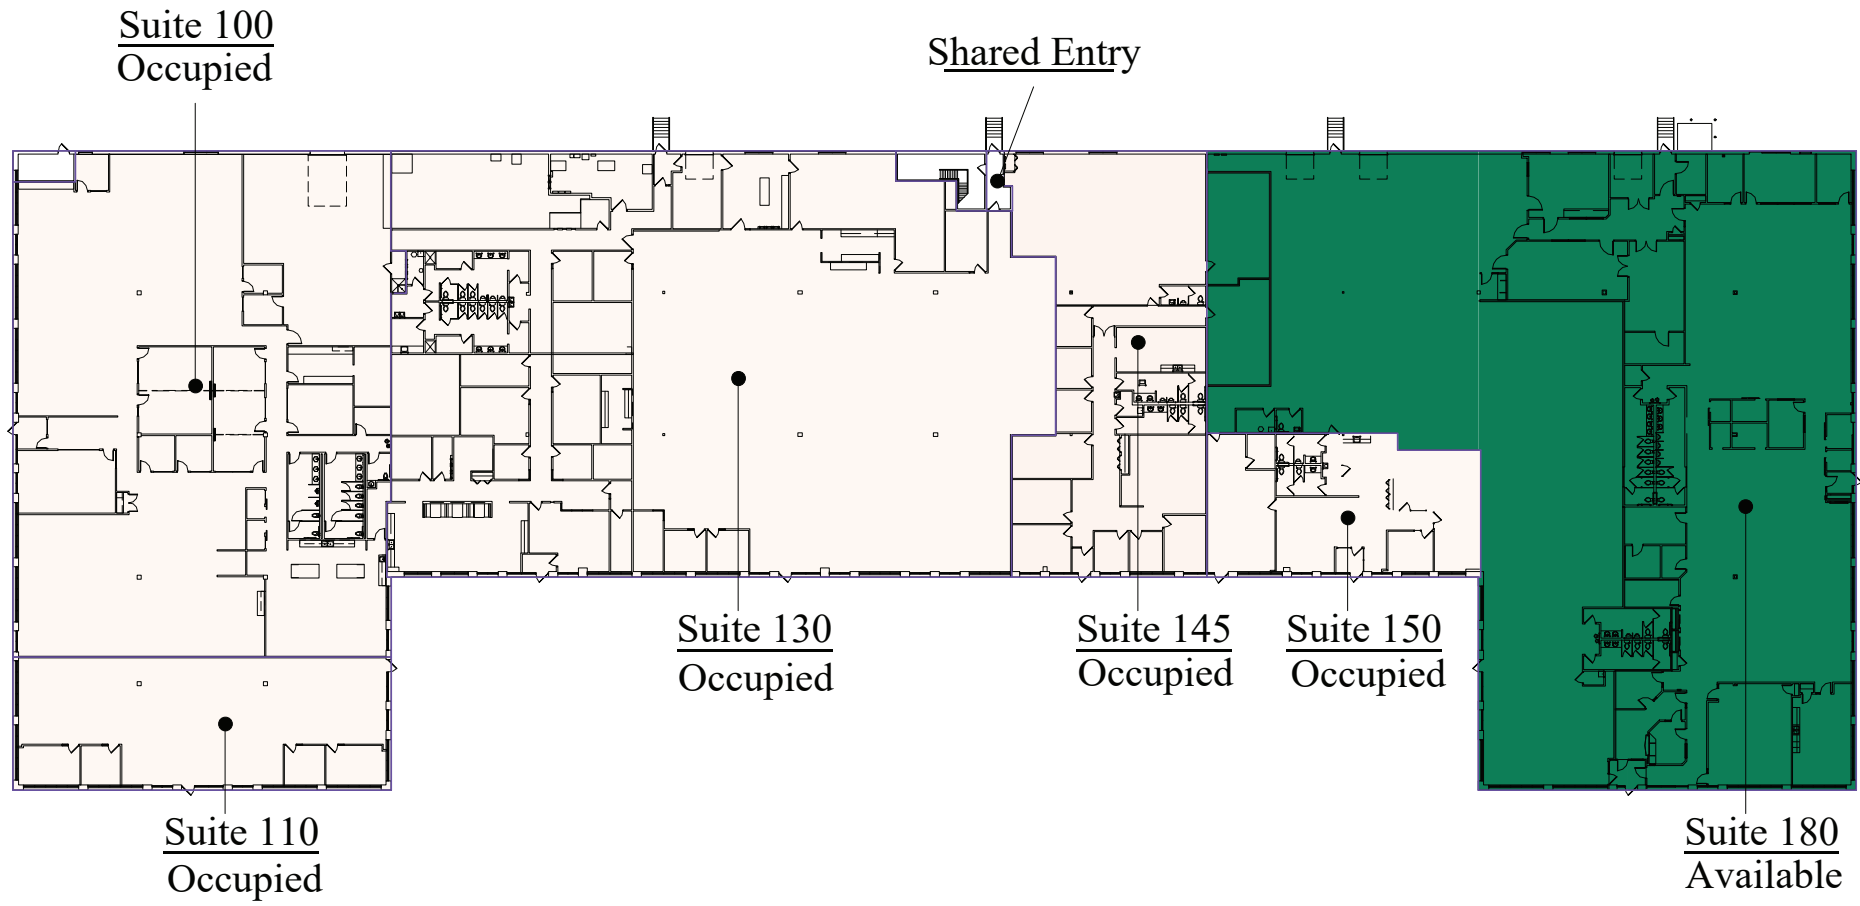 Suite 100
Occupied
Shared Entry
Suite 130
Occupied
Suite 145
Occupied
Suite 150
Occupied
Suite 110
Occupied
Suite 180
Available